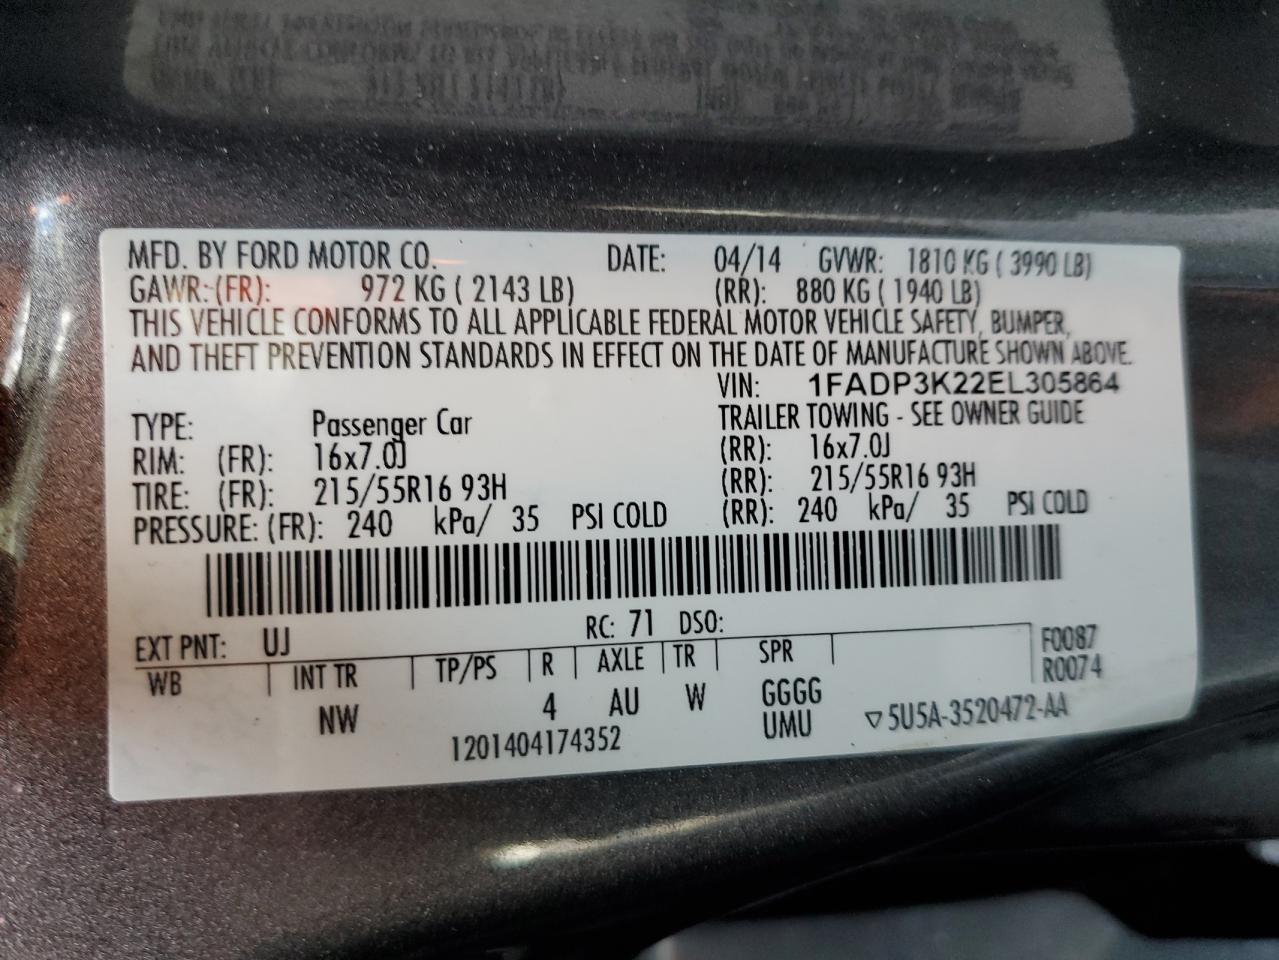 MFD. BY FORD MOTOR CO. DATE: 04/14 GVWR: 1810 KG ( 3990 LB)
GAWR: (FR): 972 KG ( 2143 LB) (RR): 880 KG ( 1940 LB)
THIS VEHICLE CONFORMS TO ALL APPLICABLE FEDERAL MOTOR VEHICLE SAFETY, BUMPER,
AND THEFT PREVENTION STANDARDS IN EFFECT ON THE DATE OF MANUFACTURE SHOWN ABOVE.
VIN: 1FADP3K22EL305864
TYPE: Passenger Car TRAILER TOWING - SEE OWNER GUIDE
RIM: (FR): 16x7.0J (RR): 16x7.0J
TIRE: (FR): 215/55R16 93H (RR): 215/55R16 93H
PRESSURE: (FR): 240 kPa/ 35 PSI COLD (RR): 240 kPa/ 35 PSI COLD
EXT PNT: UJ RC: 71 DSO: F0087
WB INT TR TP/PS R AXLE TR SPR R0074
NW 4 AU W GGGG
UMU ▽5U5A-3520472-AA
1201404174352